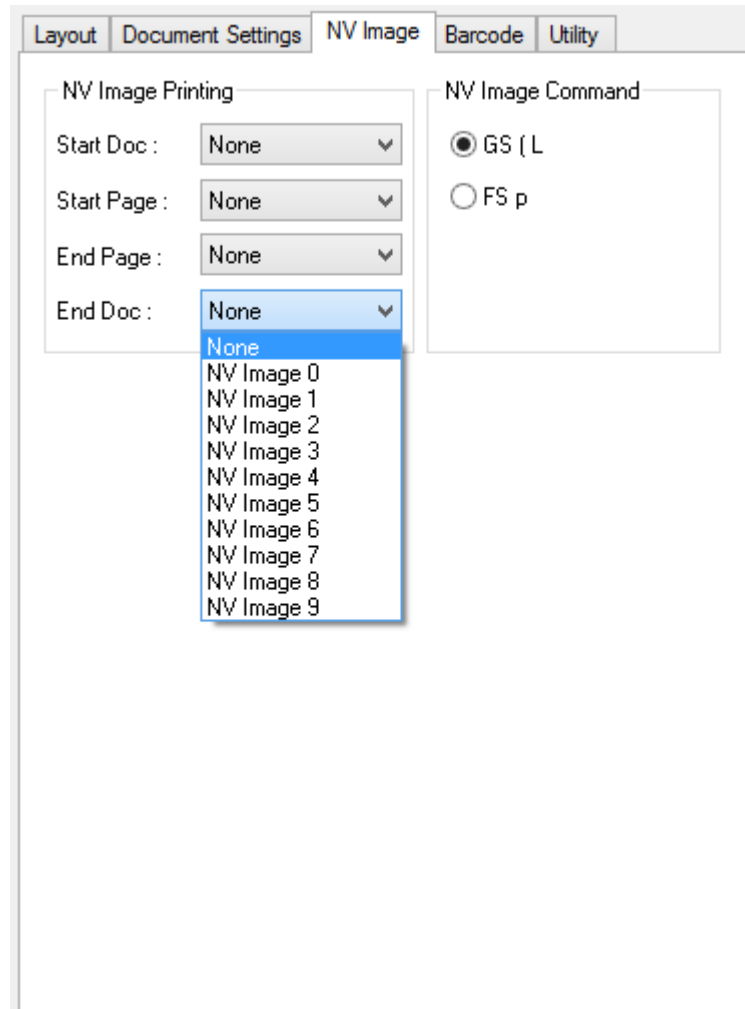 Layout Document Settings NV Image Barcode Utility
NV Image Printing
Start Doc : None
Start Page : None
End Page : None
End Doc : None
None
NV Image 0
NV Image 1
NV Image 2
NV Image 3
NV Image 4
NV Image 5
NV Image 6
NV Image 7
NV Image 8
NV Image 9
NV Image Command
GS ( L
FS p